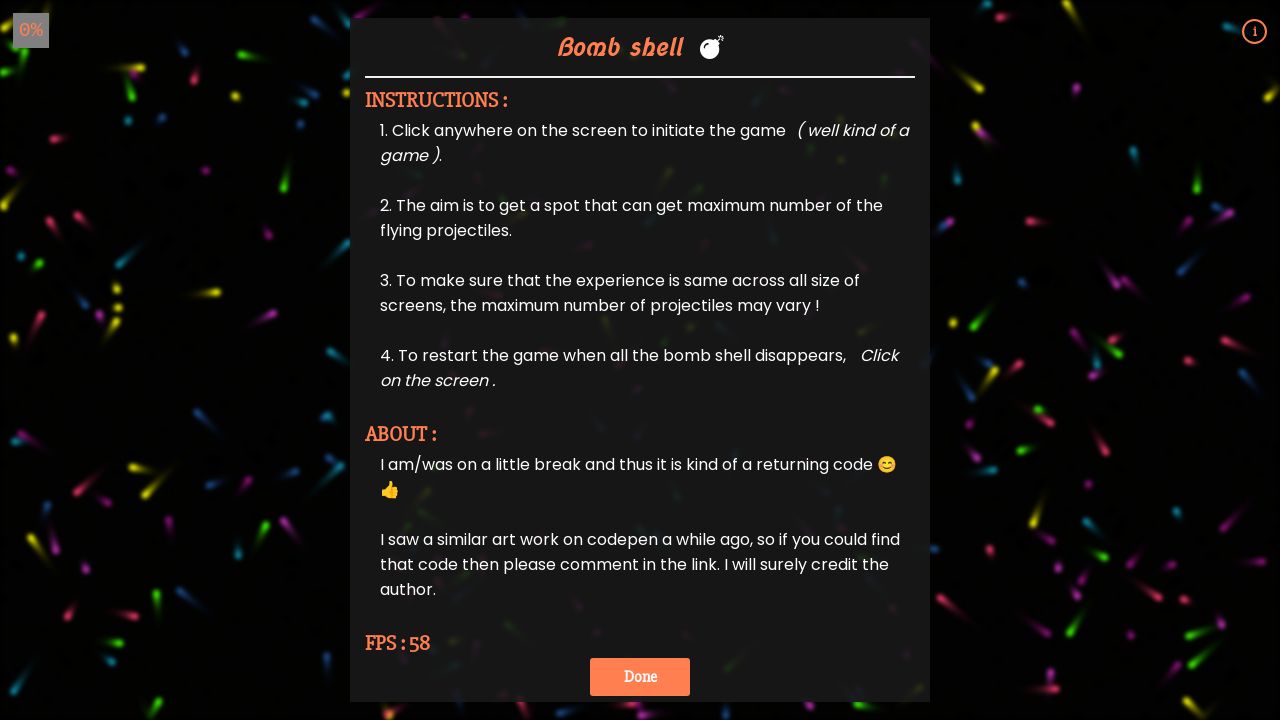 0%
i
Bomb shell 💣
INSTRUCTIONS :
1. Click anywhere on the screen to initiate the game ( well kind of a
game ).
2. The aim is to get a spot that can get maximum number of the
flying projectiles.
3. To make sure that the experience is same across all size of
screens, the maximum number of projectiles may vary !
4. To restart the game when all the bomb shell disappears, Click
on the screen .
ABOUT :
I am/was on a little break and thus it is kind of a returning code 😊
👍
I saw a similar art work on codepen a while ago, so if you could find
that code then please comment in the link. I will surely credit the
author.
FPS : 58
Done